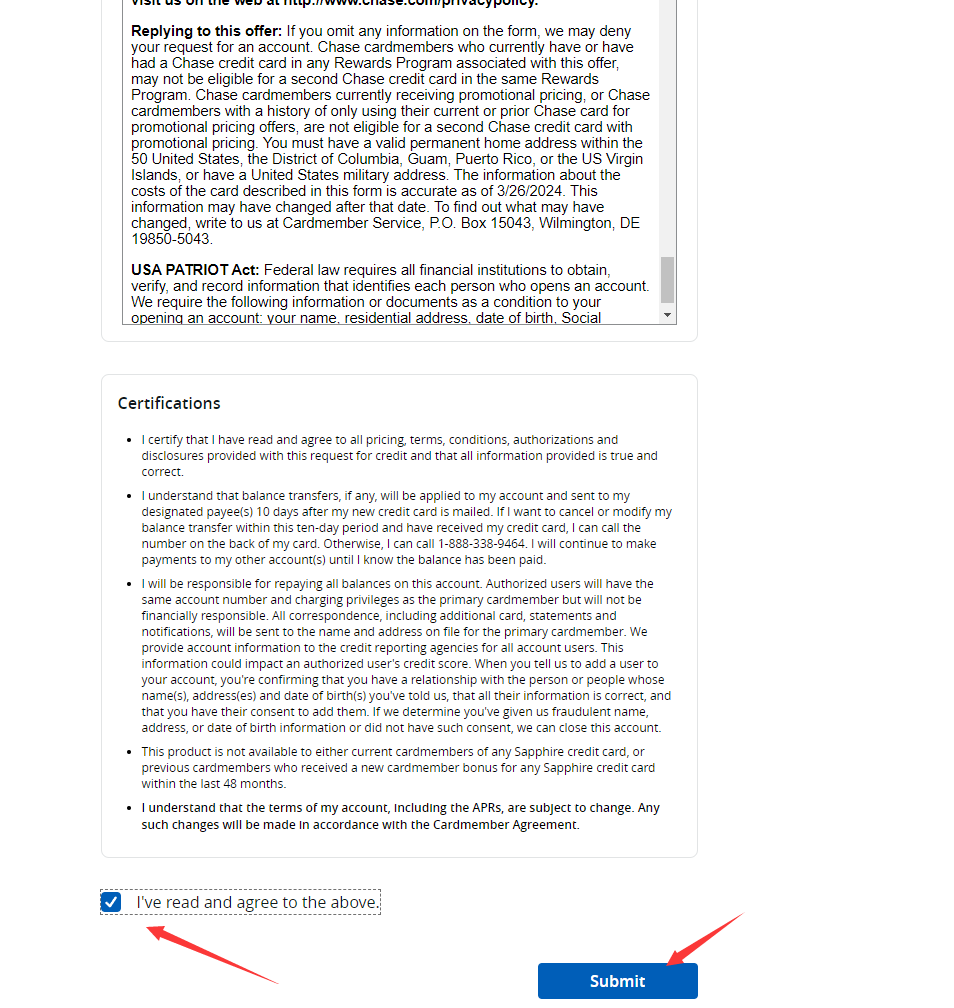 visit us on the web at http://www.chase.com/privacypolicy.
Replying to this offer: If you omit any information on the form, we may deny
your request for an account. Chase cardmembers who currently have or have
had a Chase credit card in any Rewards Program associated with this offer,
may not be eligible for a second Chase credit card in the same Rewards
Program. Chase cardmembers currently receiving promotional pricing, or Chase
cardmembers with a history of only using their current or prior Chase card for
promotional pricing offers, are not eligible for a second Chase credit card with
promotional pricing. You must have a valid permanent home address within the
50 United States, the District of Columbia, Guam, Puerto Rico, or the US Virgin
Islands, or have a United States military address. The information about the
costs of the card described in this form is accurate as of 3/26/2024. This
information may have changed after that date. To find out what may have
changed, write to us at Cardmember Service, P.O. Box 15043, Wilmington, DE
19850-5043.
USA PATRIOT Act: Federal law requires all financial institutions to obtain,
verify, and record information that identifies each person who opens an account.
We require the following information or documents as a condition to your
opening an account: your name, residential address, date of birth, Social
Certifications
• I certify that I have read and agree to all pricing, terms, conditions, authorizations and
disclosures provided with this request for credit and that all information provided is true and
correct.
• I understand that balance transfers, if any, will be applied to my account and sent to my
designated payee(s) 10 days after my new credit card is mailed. If I want to cancel or modify my
balance transfer within this ten-day period and have received my credit card, I can call the
number on the back of my card. Otherwise, I can call 1-888-338-9464. I will continue to make
payments to my other account(s) until I know the balance has been paid.
• I will be responsible for repaying all balances on this account. Authorized users will have the
same account number and charging privileges as the primary cardmember but will not be
financially responsible. All correspondence, including additional card, statements and
notifications, will be sent to the name and address on file for the primary cardmember. We
provide account information to the credit reporting agencies for all account users. This
information could impact an authorized user's credit score. When you tell us to add a user to
your account, you're confirming that you have a relationship with the person or people whose
name(s), address(es) and date of birth(s) you've told us, that all their information is correct, and
that you have their consent to add them. If we determine you've given us fraudulent name,
address, or date of birth information or did not have such consent, we can close this account.
• This product is not available to either current cardmembers of any Sapphire credit card, or
previous cardmembers who received a new cardmember bonus for any Sapphire credit card
within the last 48 months.
• I understand that the terms of my account, including the APRs, are subject to change. Any
such changes will be made in accordance with the Cardmember Agreement.
I've read and agree to the above.
Submit